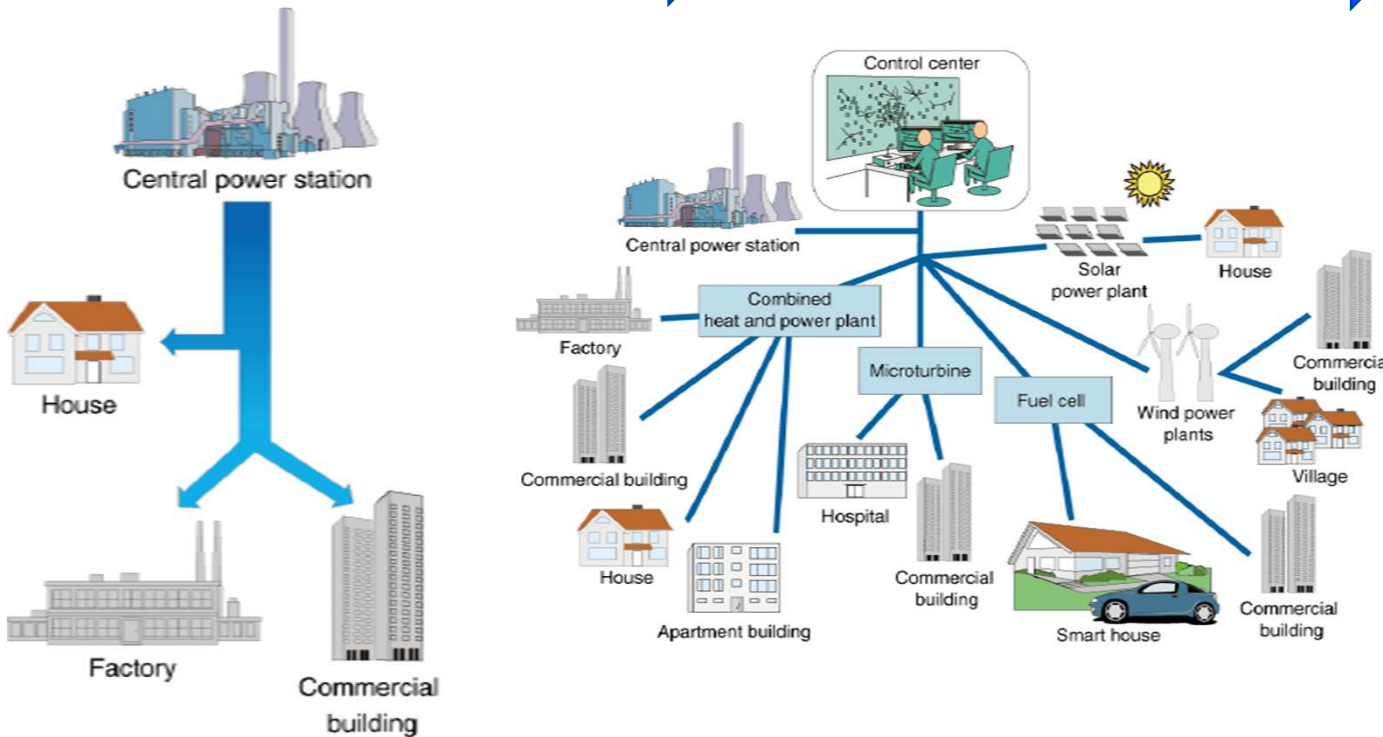 Central power station
House
Factory
Commercial
building
Control center
Central power station
Solar
power plant
House
Combined
heat and power plant
Factory
Commercial
building
Microturbine
Fuel cell
Wind power
plants
Commercial building
Village
Hospital
House
Commercial
building
Apartment building
Smart house
Commercial
building